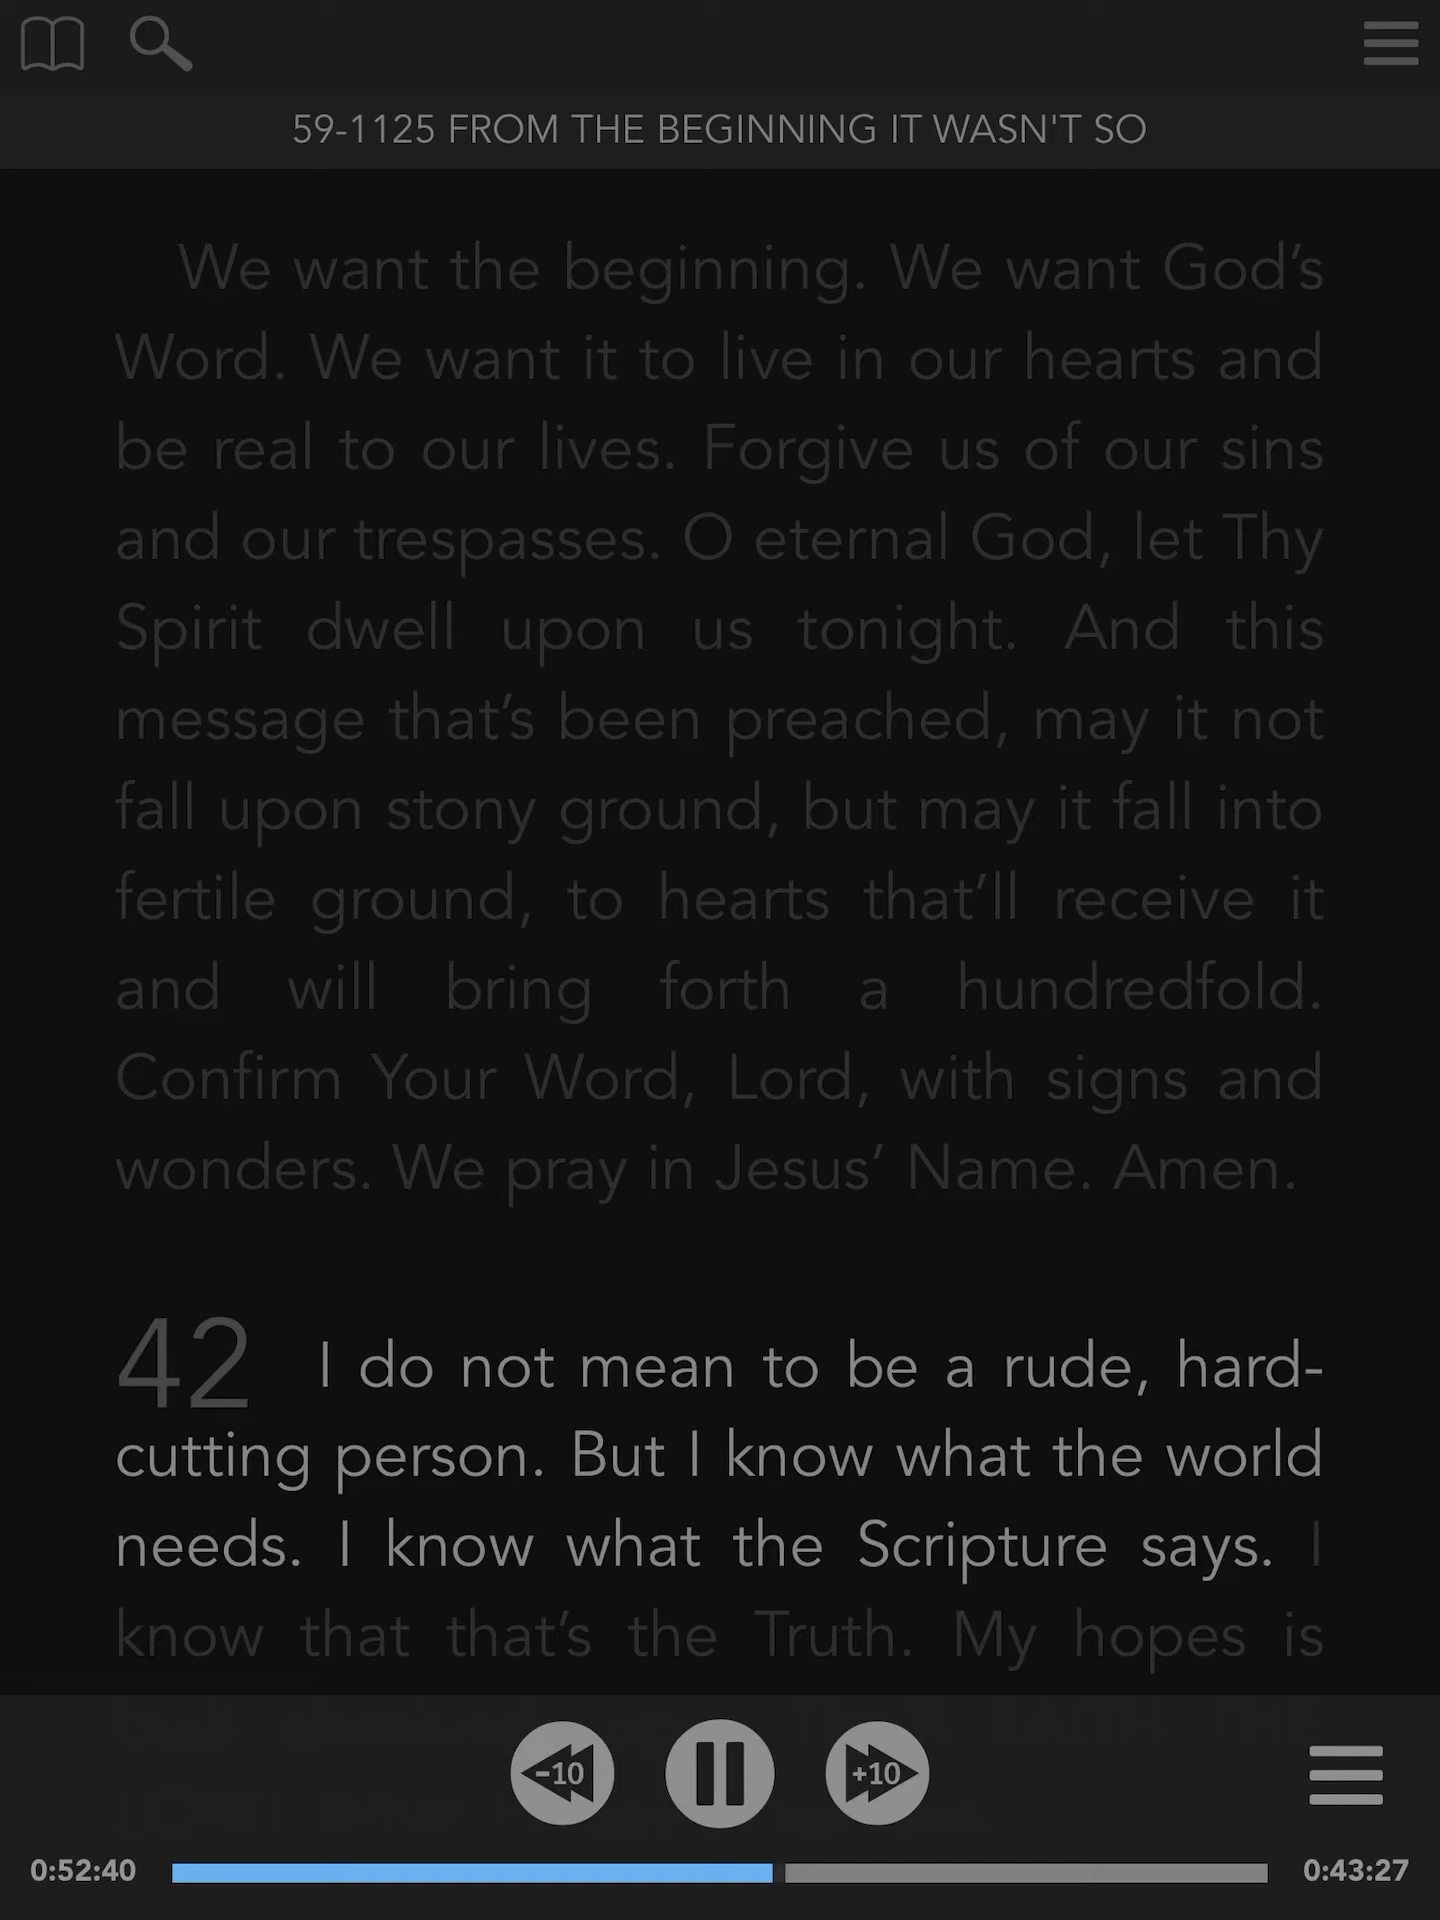 59-1125 FROM THE BEGINNING IT WASN'T SO
We want the beginning. We want God’s
Word. We want it to live in our hearts and
be real to our lives. Forgive us of our sins
and our trespasses. O eternal God, let Thy
Spirit dwell upon us tonight. And this
message that’s been preached, may it not
fall upon stony ground, but may it fall into
fertile ground, to hearts that’ll receive it
and will bring forth a hundredfold.
Confirm Your Word, Lord, with signs and
wonders. We pray in Jesus’ Name. Amen.
42 I do not mean to be a rude, hard-
cutting person. But I know what the world
needs. I know what the Scripture says. I
know that that’s the Truth. My hopes is
-10 +10
0:52:40 0:43:27